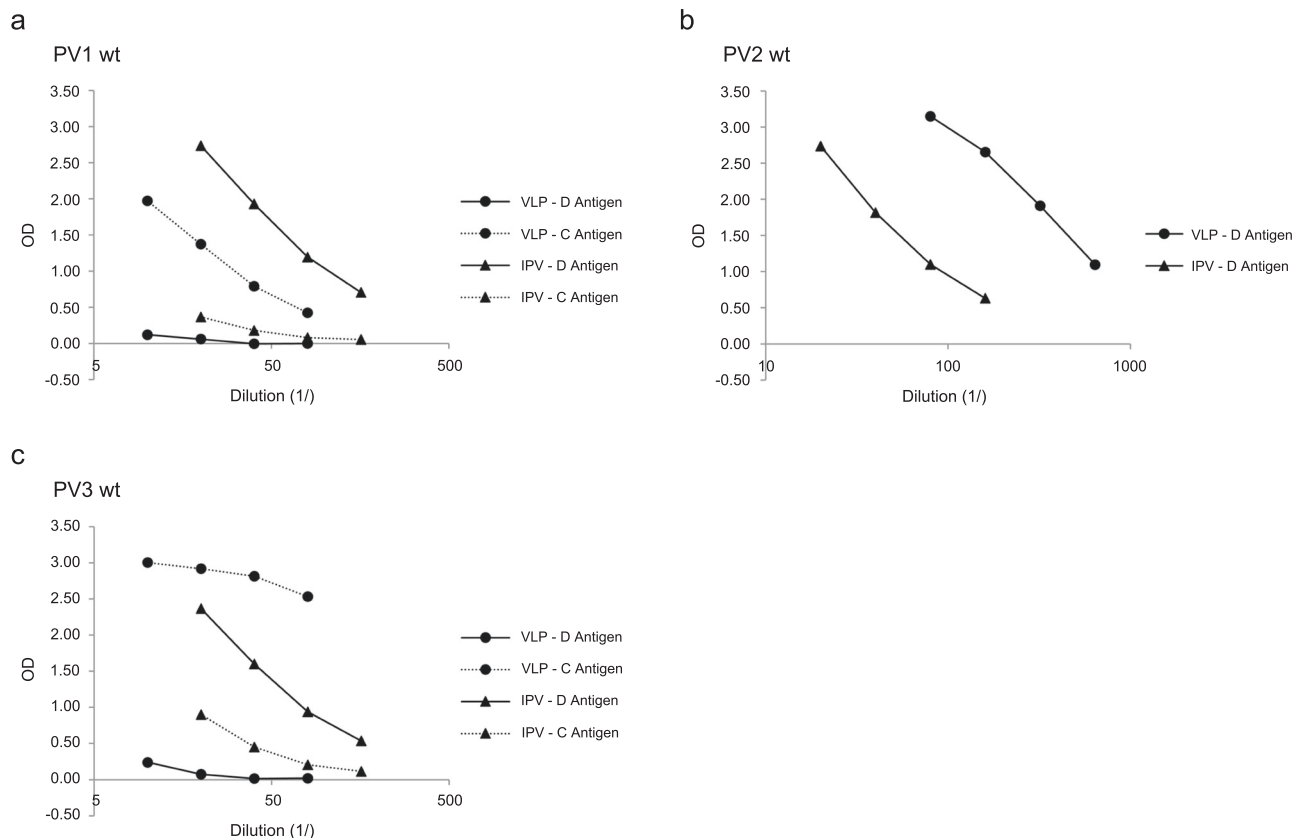 a
PV1 wt
3.50
3.00
2.50
2.00
1.50
1.00
0.50
0.00
-0.50
OD
5
50
500
Dilution (1/)
VLP - D Antigen
VLP - C Antigen
IPV - D Antigen
IPV - C Antigen
b
PV2 wt
3.50
3.00
2.50
2.00
1.50
1.00
0.50
0.00
-0.50
OD
10
100
1000
Dilution (1/)
VLP - D Antigen
IPV - D Antigen
c
PV3 wt
3.50
3.00
2.50
2.00
1.50
1.00
0.50
0.00
-0.50
OD
5
50
500
Dilution (1/)
VLP - D Antigen
VLP - C Antigen
IPV - D Antigen
IPV - C Antigen